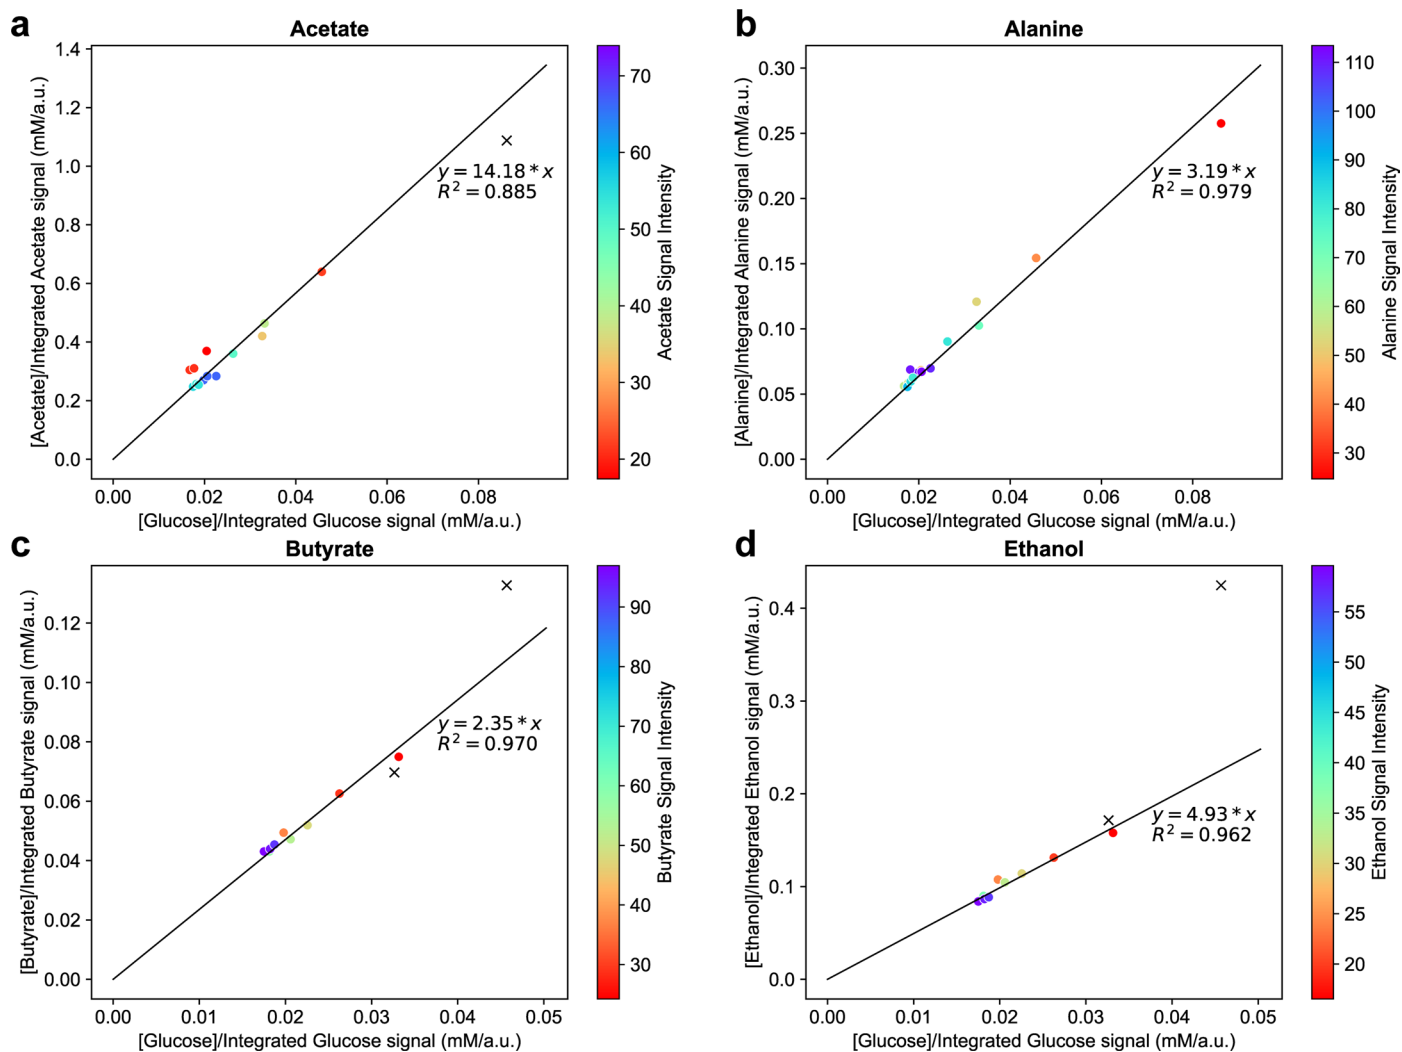 a
Acetate
[Acetate]/Integrated Acetate signal (mM/a.u.)
1.4
1.2
1.0
0.8
0.6
0.4
0.2
0.0
y = 14.18 * x
R² = 0.885
0.00 0.02 0.04 0.06 0.08
[Glucose]/Integrated Glucose signal (mM/a.u.)
70
60
50
40
30
20
Acetate Signal Intensity
b
Alanine
[Alanine]/Integrated Alanine signal (mM/a.u.)
0.30
0.25
0.20
0.15
0.10
0.05
0.00
y = 3.19 * x
R² = 0.979
0.00 0.02 0.04 0.06 0.08
[Glucose]/Integrated Glucose signal (mM/a.u.)
110
100
90
80
70
60
50
40
30
Alanine Signal Intensity
c
Butyrate
[Butyrate]/Integrated Butyrate signal (mM/a.u.)
0.12
0.10
0.08
0.06
0.04
0.02
0.00
y = 2.35 * x
R² = 0.970
0.00 0.01 0.02 0.03 0.04 0.05
[Glucose]/Integrated Glucose signal (mM/a.u.)
90
80
70
60
50
40
30
Butyrate Signal Intensity
d
Ethanol
[Ethanol]/Integrated Ethanol signal (mM/a.u.)
0.4
0.3
0.2
0.1
0.0
y = 4.93 * x
R² = 0.962
0.00 0.01 0.02 0.03 0.04 0.05
[Glucose]/Integrated Glucose signal (mM/a.u.)
55
50
45
40
35
30
25
20
Ethanol Signal Intensity